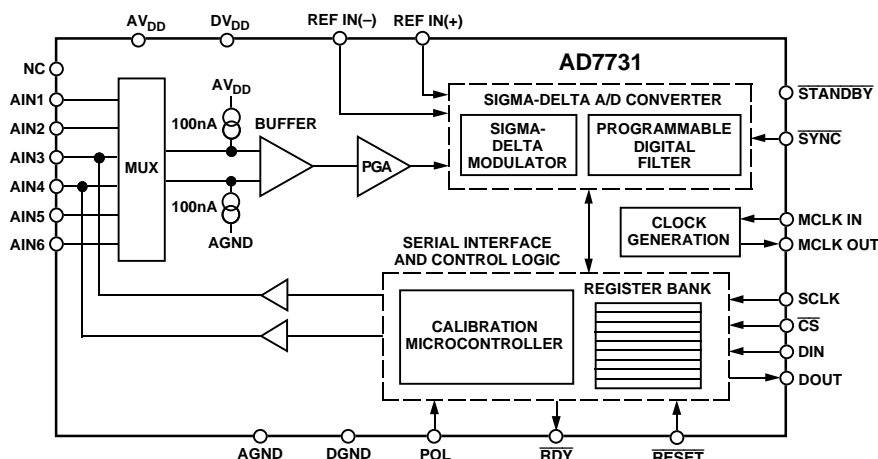 AVDD
DVDD
REF IN(–)
REF IN(+)
AD7731
NC
AIN1
AIN2
AIN3
AIN4
AIN5
AIN6
MUX
AVDD
100nA
BUFFER
PGA
100nA
AGND
SIGMA-DELTA A/D CONVERTER
SIGMA-
DELTA
MODULATOR
PROGRAMMABLE
DIGITAL
FILTER
STANDBY
SYNC
CLOCK
GENERATION
MCLK IN
MCLK OUT
SERIAL INTERFACE
AND CONTROL LOGIC
REGISTER BANK
CALIBRATION
MICROCONTROLLER
SCLK
CS
DIN
DOUT
AGND
DGND
POL
RDY
RESET